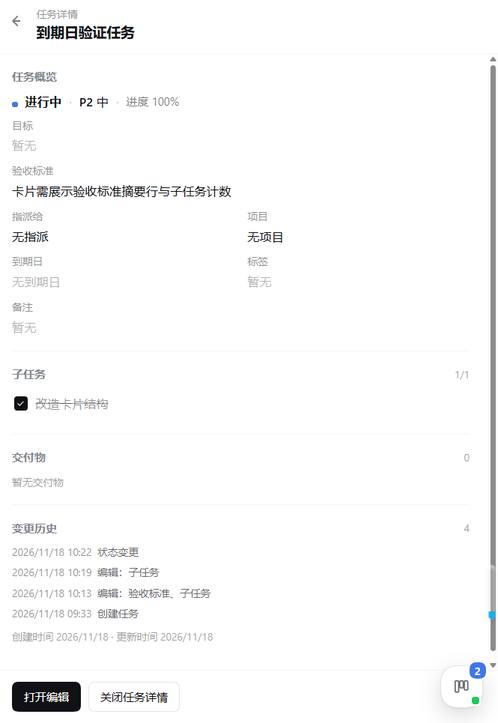 任务详情
到期日验证任务
任务概览
进行中 · P2 中 · 进度 100%
目标
暂无
验收标准
卡片需展示验收标准摘要行与子任务计数
指派给 项目
无指派 无项目
到期日 标签
无到期日 暂无
备注
暂无
子任务 1/1
改造卡片结构
交付物 0
暂无交付物
变更历史 4
2026/11/18 10:22 状态变更
2026/11/18 10:19 编辑：子任务
2026/11/18 10:13 编辑：验收标准、子任务
2026/11/18 09:33 创建任务
创建时间 2026/11/18 · 更新时间 2026/11/18
打开编辑 关闭任务详情 2